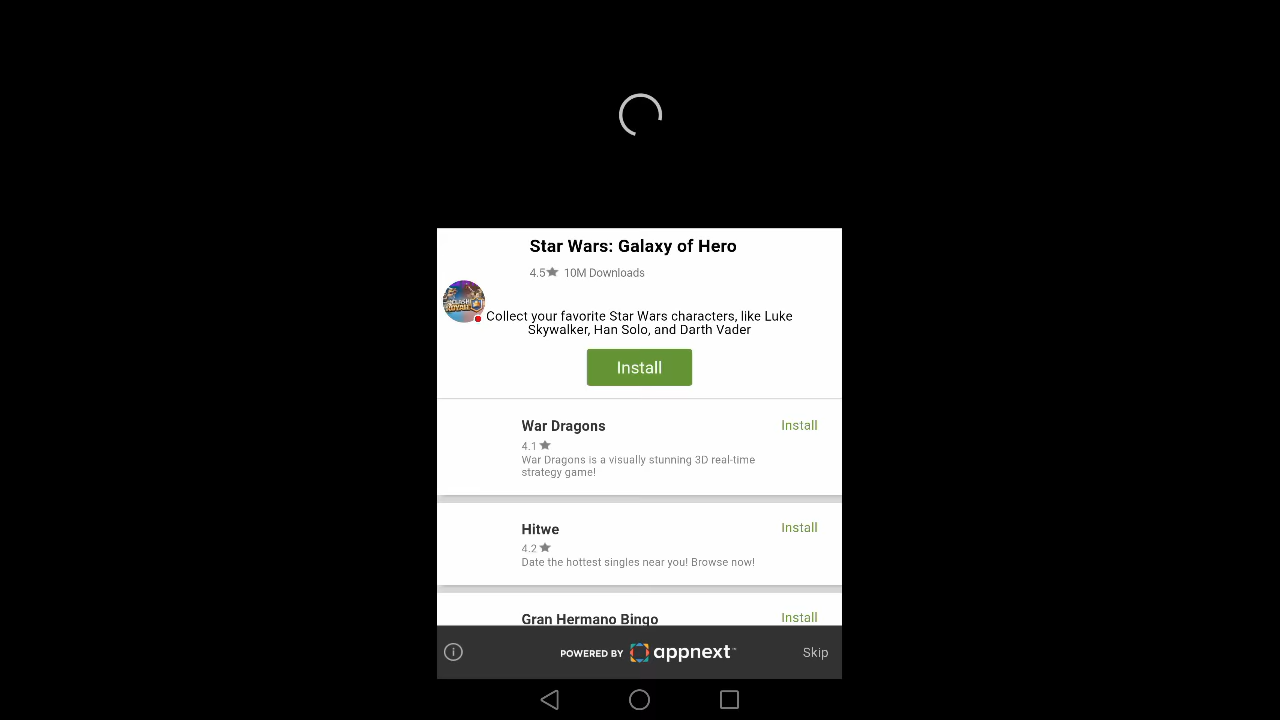 Star Wars: Galaxy of Hero
4.5★ 10M Downloads
CLASH
ROYALE
Collect your favorite Star Wars characters, like Luke
Skywalker, Han Solo, and Darth Vader
Install
War Dragons
Install
4.1★
War Dragons is a visually stunning 3D real-time
strategy game!
Hitwe
Install
4.2★
Date the hottest singles near you! Browse now!
Gran Hermano Bingo
Install
POWERED BY appnext™
Skip